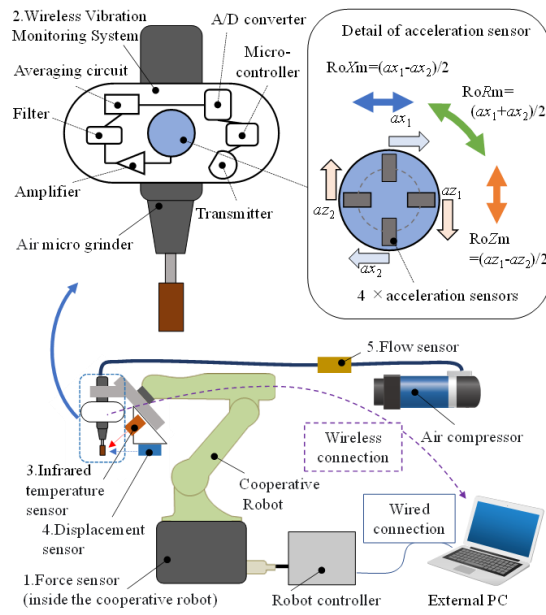 2.Wireless Vibration
Monitoring System
A/D converter
Averaging circuit
Micro-
controller
Filter
Amplifier
Transmitter
Air micro grinder
Detail of acceleration sensor
RoXm=(ax₁-ax₂)/2
RoRm=
(ax₁+ax₂)/2
ax₁
az₁
az₂
ax₂
RoZm
=(az₁-az₂)/2
4 × acceleration sensors
5.Flow sensor
Air compressor
Wireless
connection
3.Infrared
temperature
sensor
Cooperative
Robot
4.Displacement
sensor
Wired
connection
1.Force sensor
(inside the cooperative robot)
Robot controller
External PC